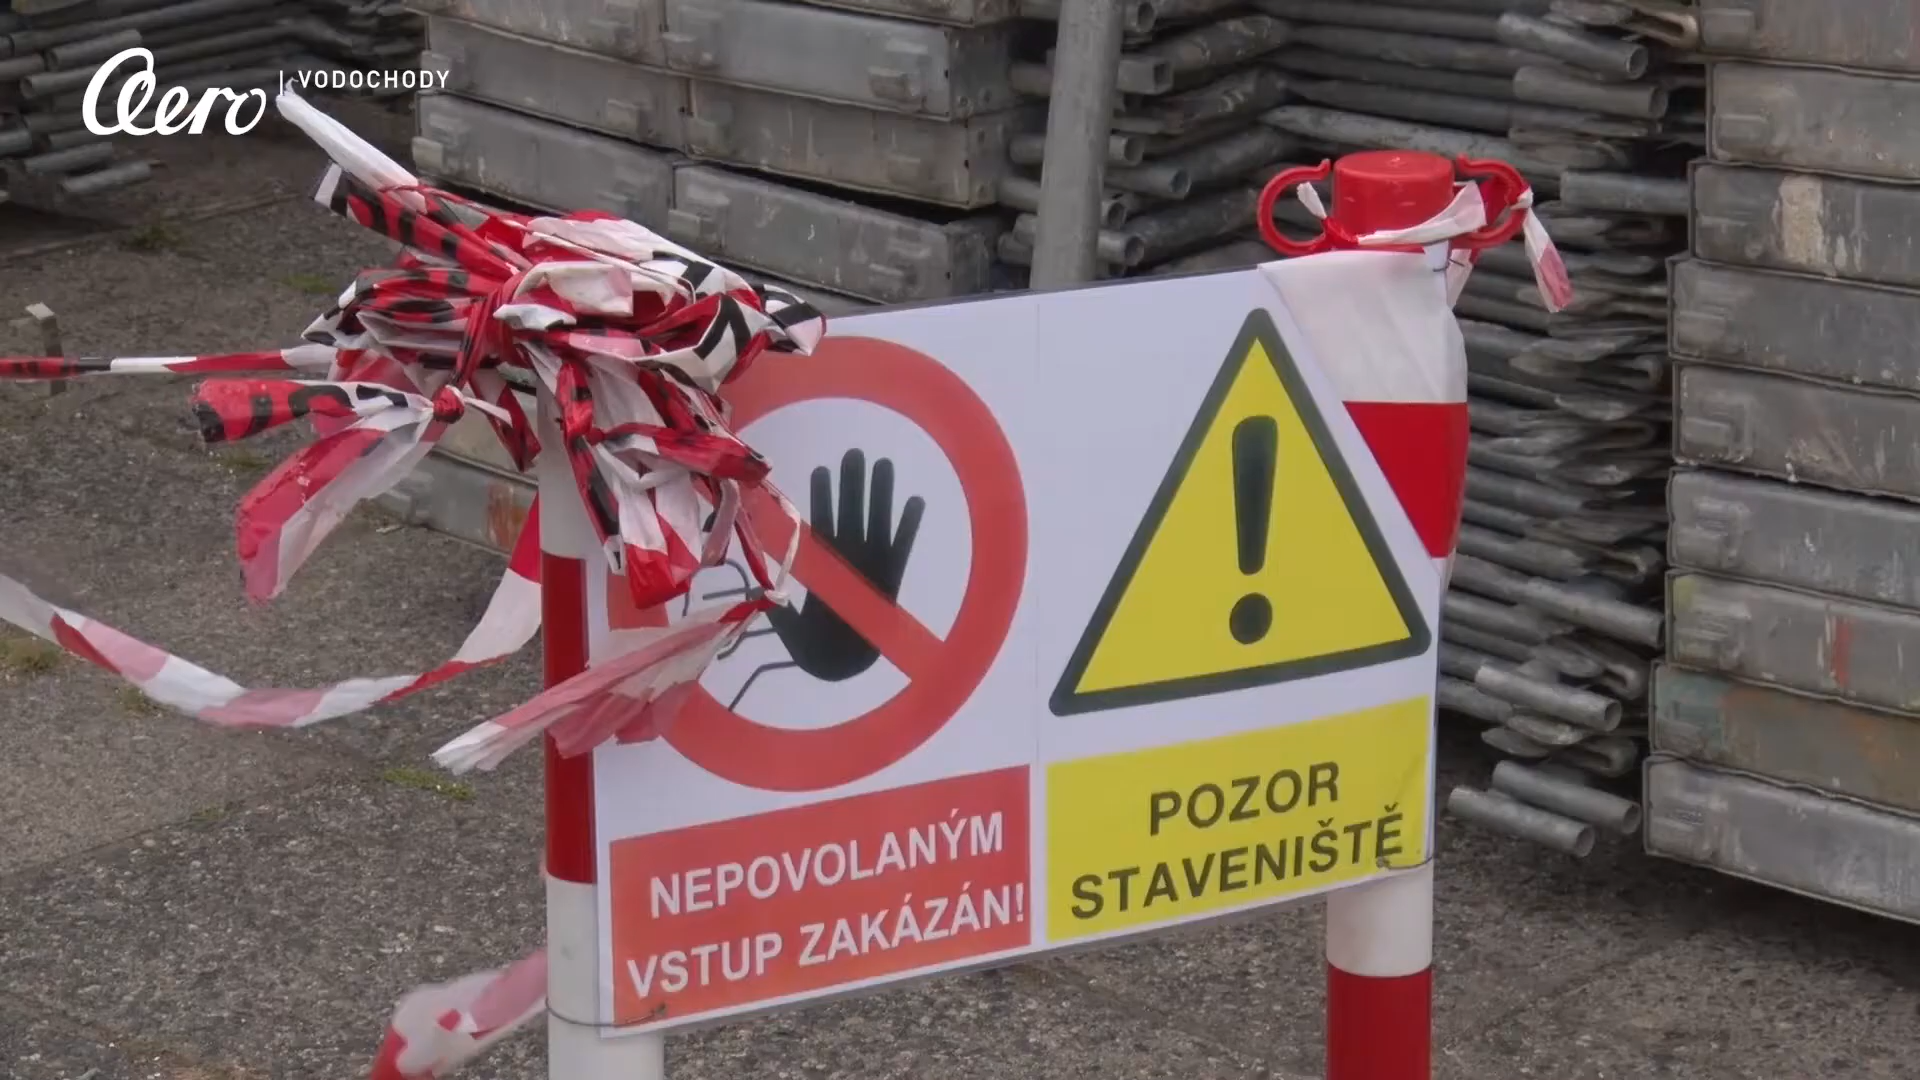 Aero | VODOCHODY
NEPOVOLANÝM
VSTUP ZAKÁZÁN!
POZOR
STAVENIŠTĚ